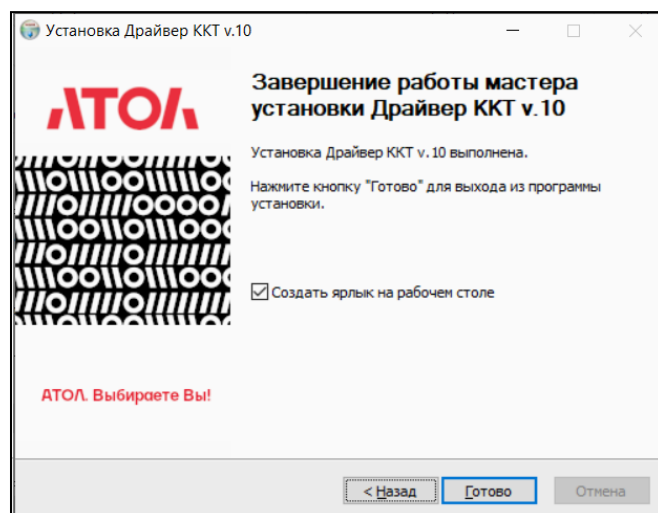 Установка Драйвер ККТ v.10
АТОЛ
Завершение работы мастера
установки Драйвер ККТ v.10
Установка Драйвер ККТ v.10 выполнена.
Нажмите кнопку "Готово" для выхода из программы
установки.
Создать ярлык на рабочем столе
АТОЛ. Выбираете Вы!
< Назад
Готово
Отмена